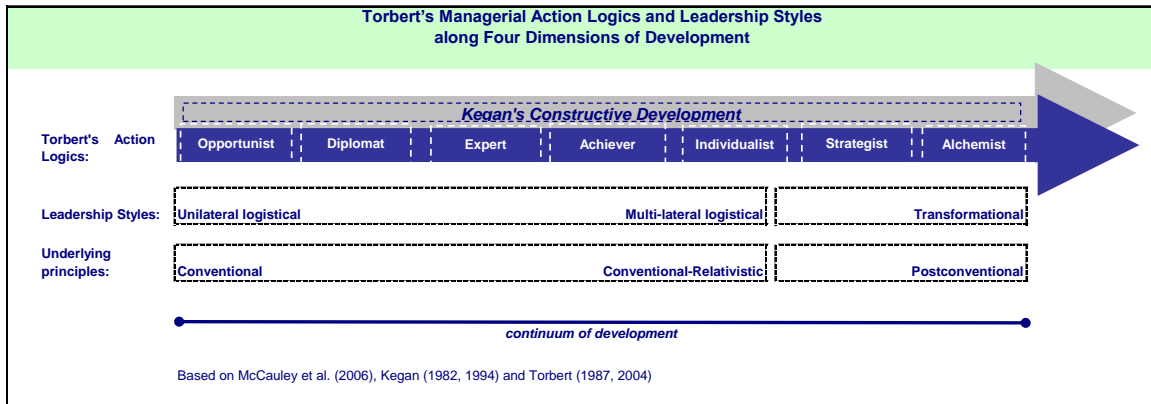 Torbert’s Managerial Action Logics and Leadership Styles
along Four Dimensions of Development
Kegan's Constructive Development
Torbert's Action
Logics:
Opportunist Diplomat Expert Achiever Individualist Strategist Alchemist
Leadership Styles: Unilateral logistical Multi-lateral logistical Transformational
Underlying
principles:
Conventional Conventional-Relativistic Postconventional
continuum of development
Based on McCauley et al. (2006), Kegan (1982, 1994) and Torbert (1987, 2004)